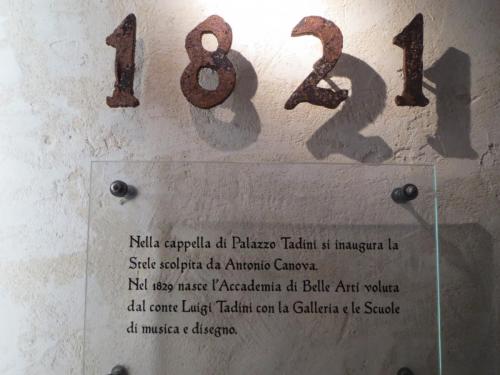 1821
Nella cappella di Palazzo Tadini si inaugura la
Stele scolpita da Antonio Canova.
Nel 1829 nasce l'Accademia di Belle Arti voluta
dal conte Luigi Tadini con la Galleria e le Scuole
di musica e disegno.